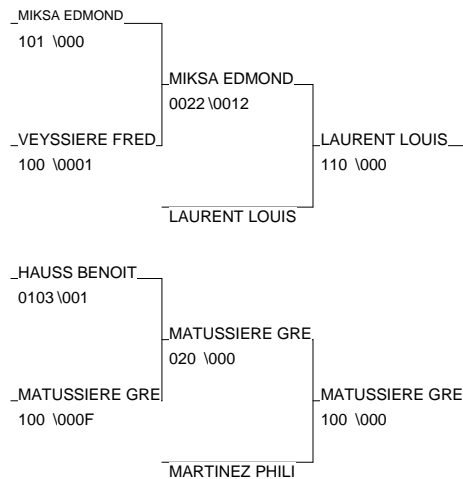 MIKSA EDMOND
101 \000
MIKSA EDMOND
0022 \0012
VEYSSIERE FRED
100 \0001
LAURENT LOUIS
110 \000
LAURENT LOUIS
HAUSS BENOIT
0103 \001
MATUSSIERE GRE
020 \000
MATUSSIERE GRE
100 \000F
MATUSSIERE GRE
100 \000
MARTINEZ PHILI